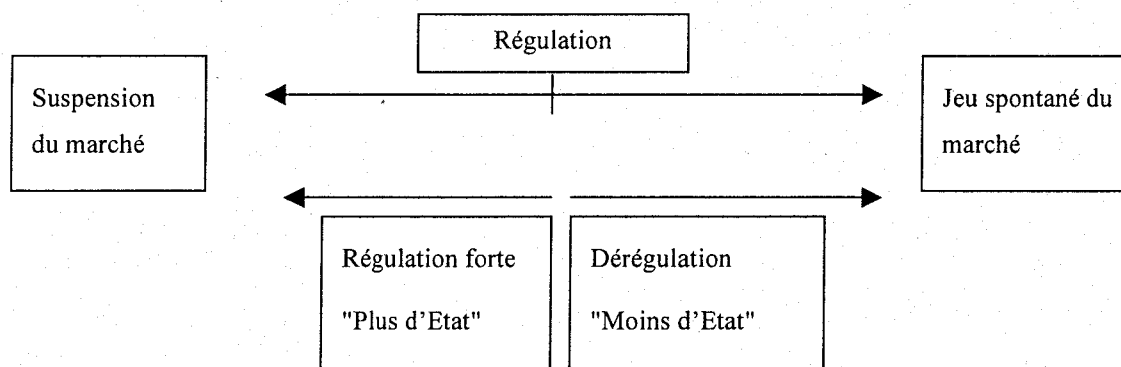 Régulation
Suspension
du marché
Jeu spontané du
marché
Régulation forte
"Plus d'Etat"
Dérégulation
"Moins d'Etat"